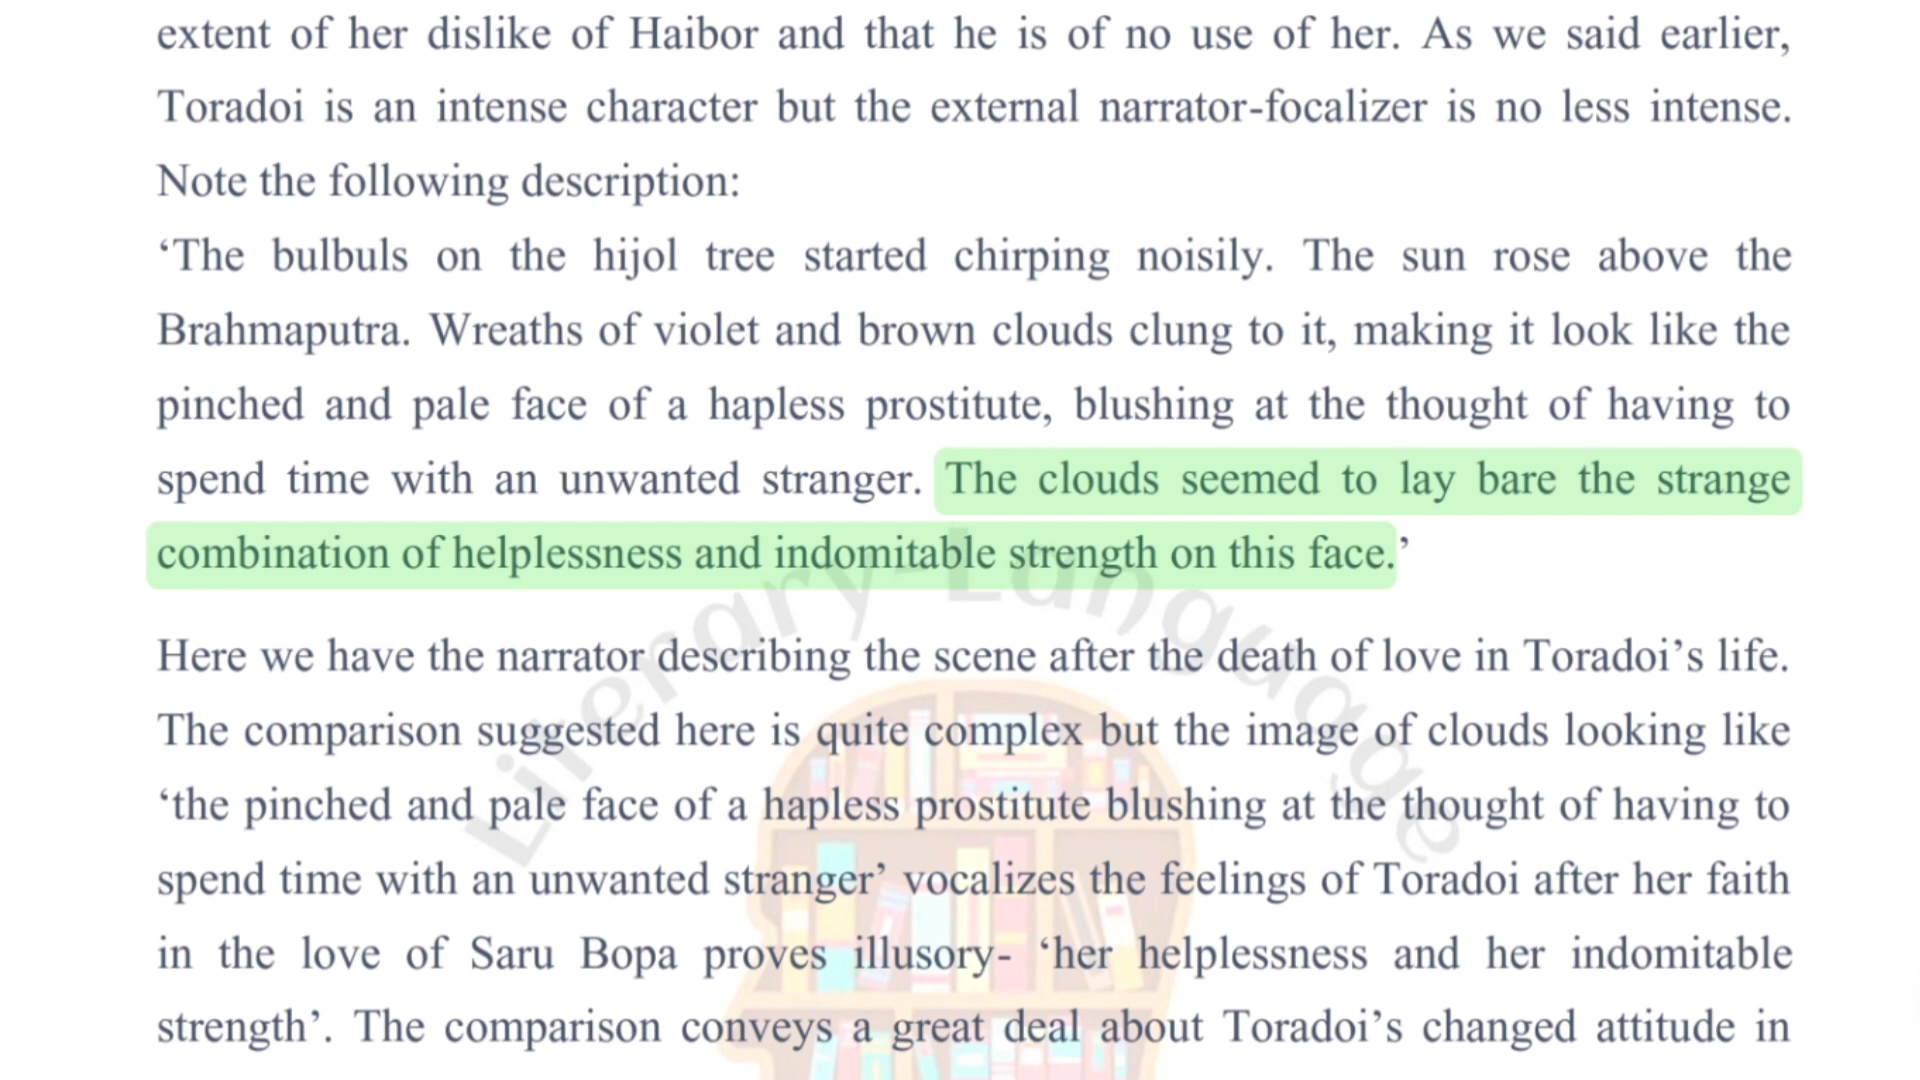 extent of her dislike of Haibor and that he is of no use of her. As we said earlier,
Toradoi is an intense character but the external narrator-focalizer is no less intense.
Note the following description:
‘The bulbuls on the hijol tree started chirping noisily. The sun rose above the
Brahmaputra. Wreaths of violet and brown clouds clung to it, making it look like the
pinched and pale face of a hapless prostitute, blushing at the thought of having to
spend time with an unwanted stranger. The clouds seemed to lay bare the strange
combination of helplessness and indomitable strength on this face.’
Literary-Language
Here we have the narrator describing the scene after the death of love in Toradoi’s life.
The comparison suggested here is quite complex but the image of clouds looking like
‘the pinched and pale face of a hapless prostitute blushing at the thought of having to
spend time with an unwanted stranger’ vocalizes the feelings of Toradoi after her faith
in the love of Saru Bopa proves illusory- ‘her helplessness and her indomitable
strength’. The comparison conveys a great deal about Toradoi’s changed attitude in